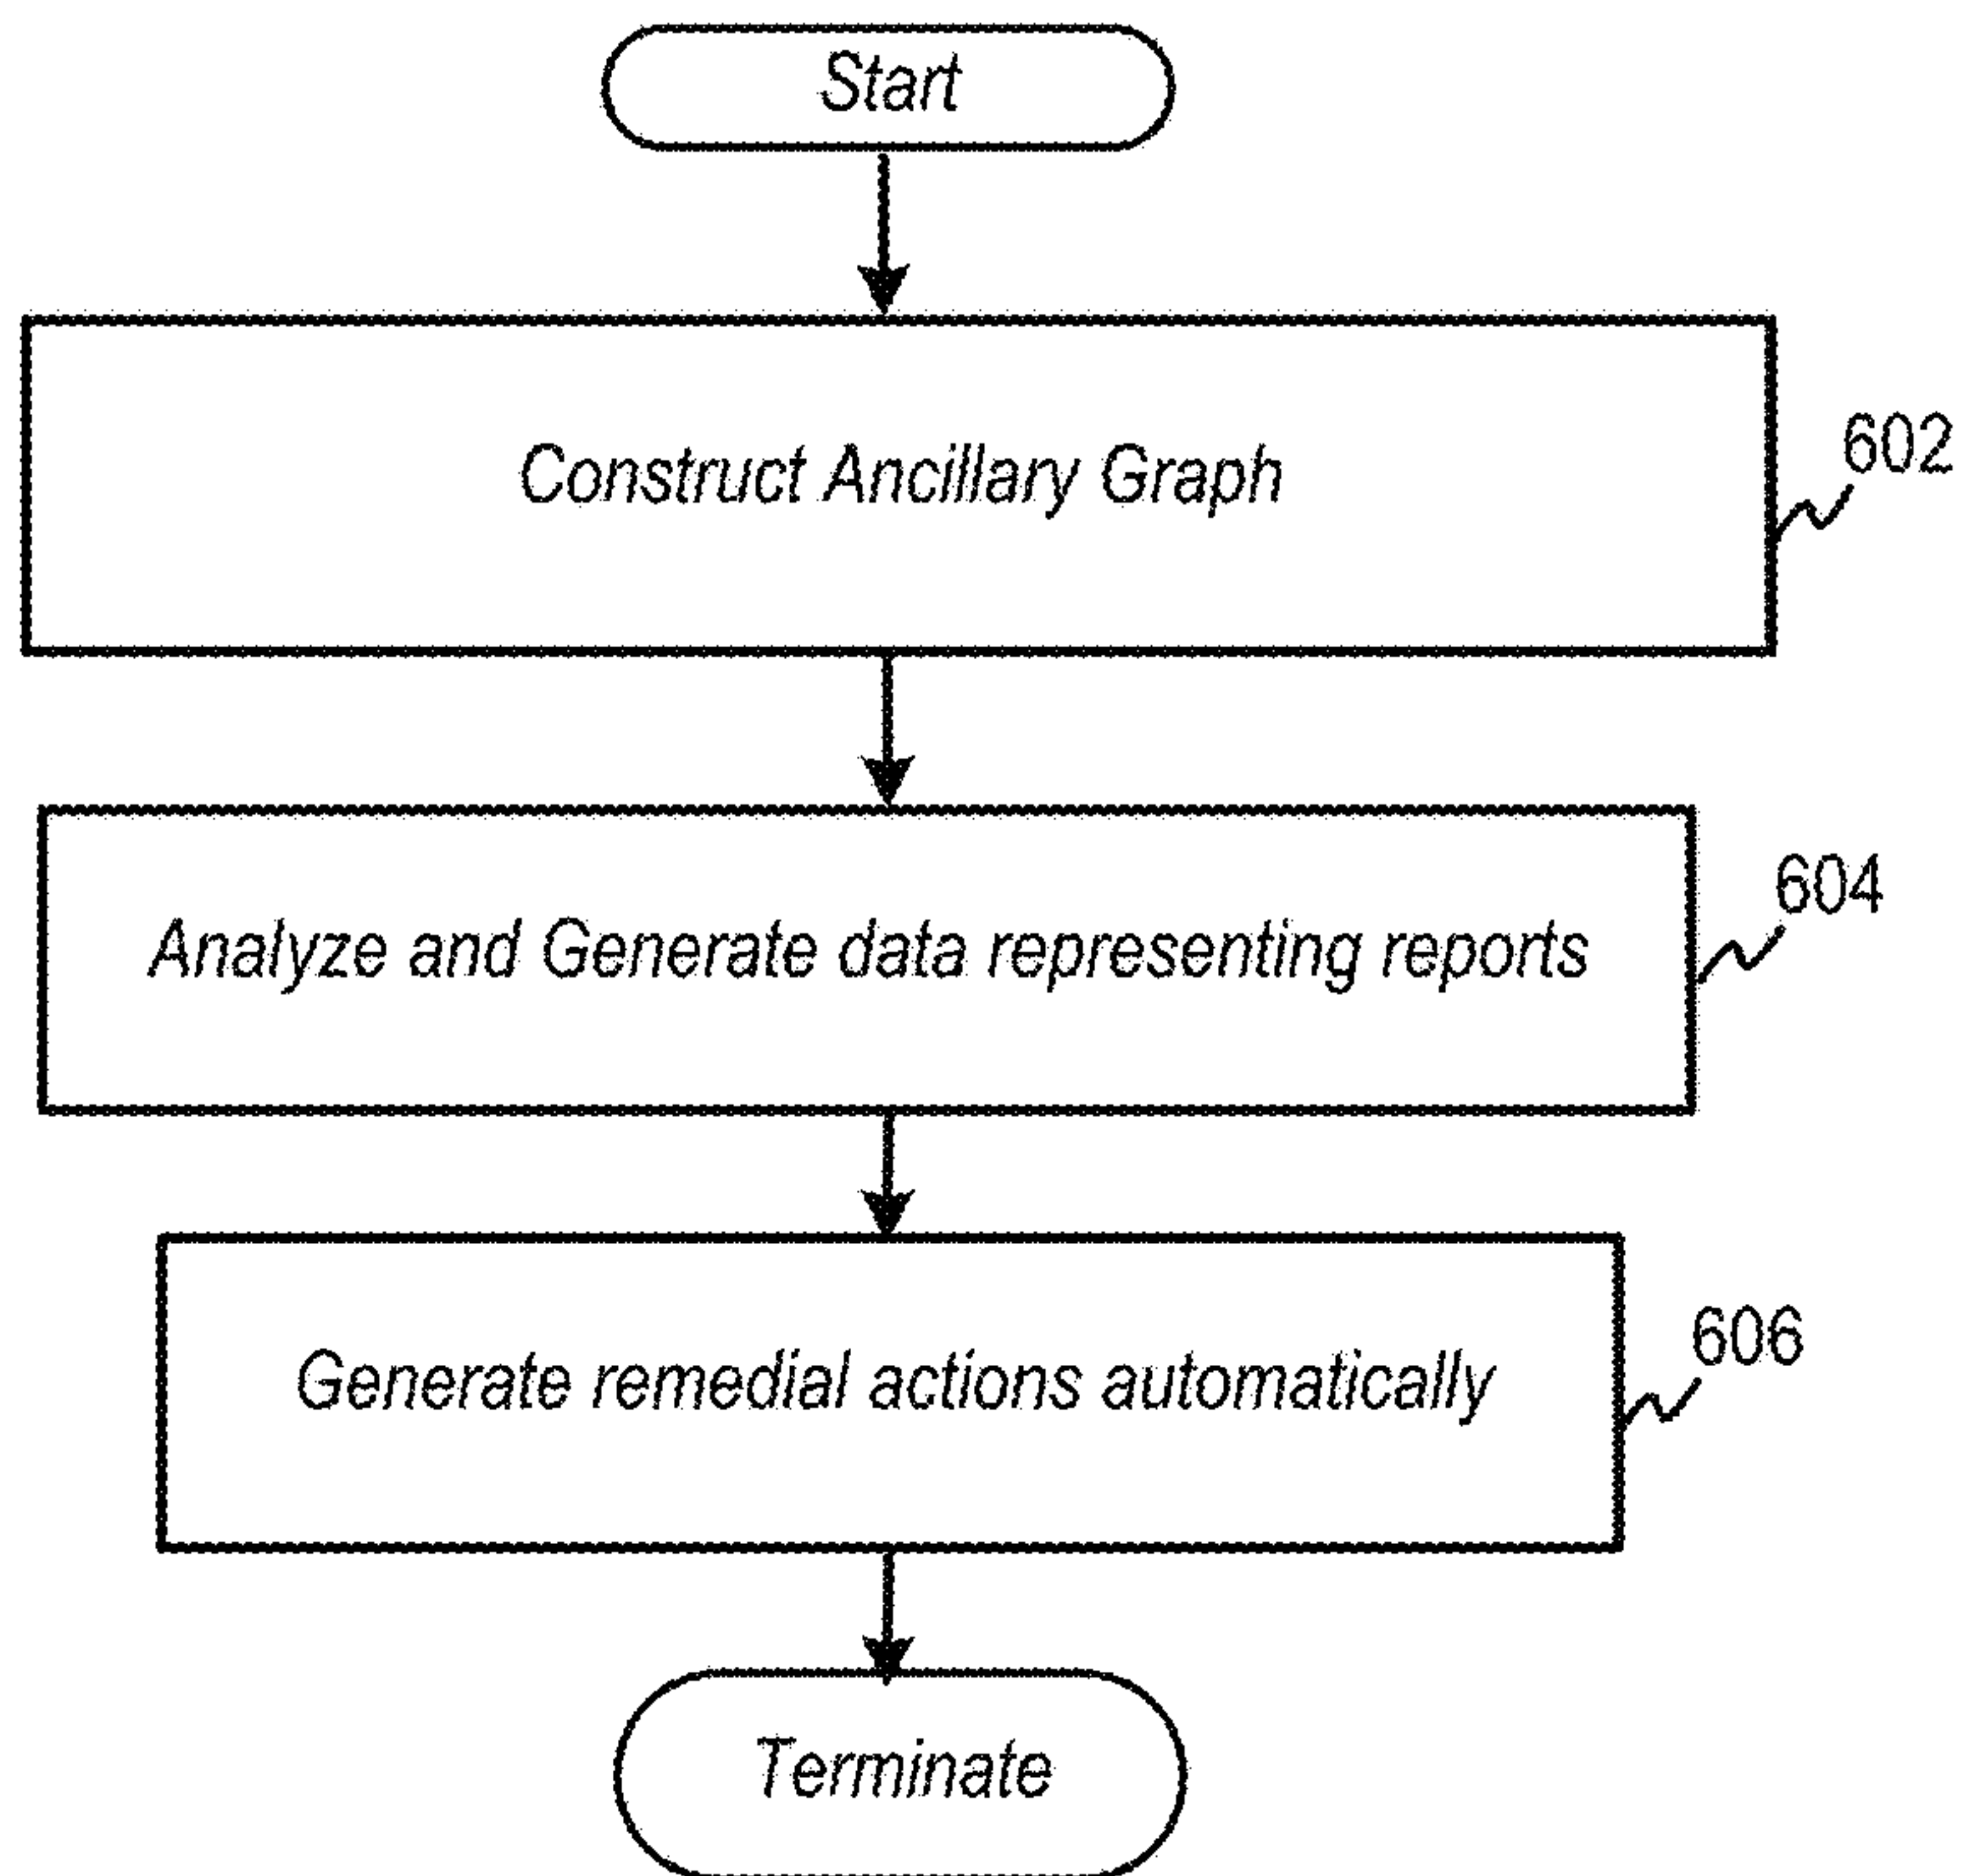 Start
Construct Ancillary Graph
602
Analyze and Generate data representing reports
604
Generate remedial actions automatically
606
Terminate